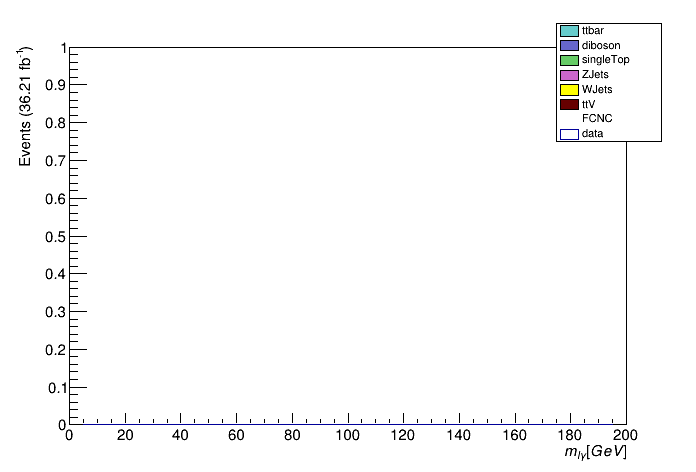 ttbar
diboson
singleTop
ZJets
WJets
ttV
FCNC
data
Events (36.21 fb⁻¹)
1
0.9
0.8
0.7
0.6
0.5
0.4
0.3
0.2
0.1
0
0 20 40 60 80 100 120 140 160 180 200
m_{lγ}[GeV]